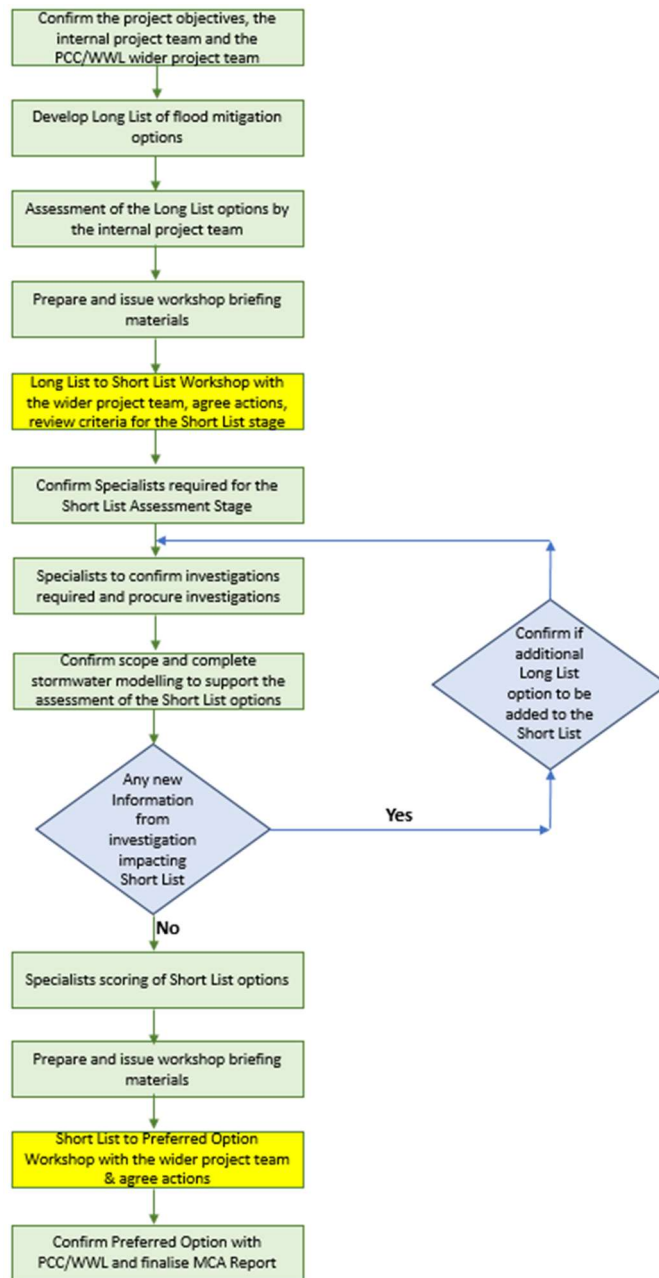 Confirm the project objectives, the
internal project team and the
PCC/WWL wider project team
Develop Long List of flood mitigation
options
Assessment of the Long List options by
the internal project team
Prepare and issue workshop briefing
materials
Long List to Short List Workshop with
the wider project team, agree actions,
review criteria for the Short List stage
Confirm Specialists required for the
Short List Assessment Stage
Specialists to confirm investigations
required and procure investigations
Confirm scope and complete
stormwater modelling to support the
assessment of the Short List options
Confirm if
additional
Long List
option to be
added to the
Short List
Any new
Information
from
investigation
impacting
Short List
Yes
No
Specialists scoring of Short List options
Prepare and issue workshop briefing
materials
Short List to Preferred Option
Workshop with the wider project team
& agree actions
Confirm Preferred Option with
PCC/WWL and finalise MCA Report